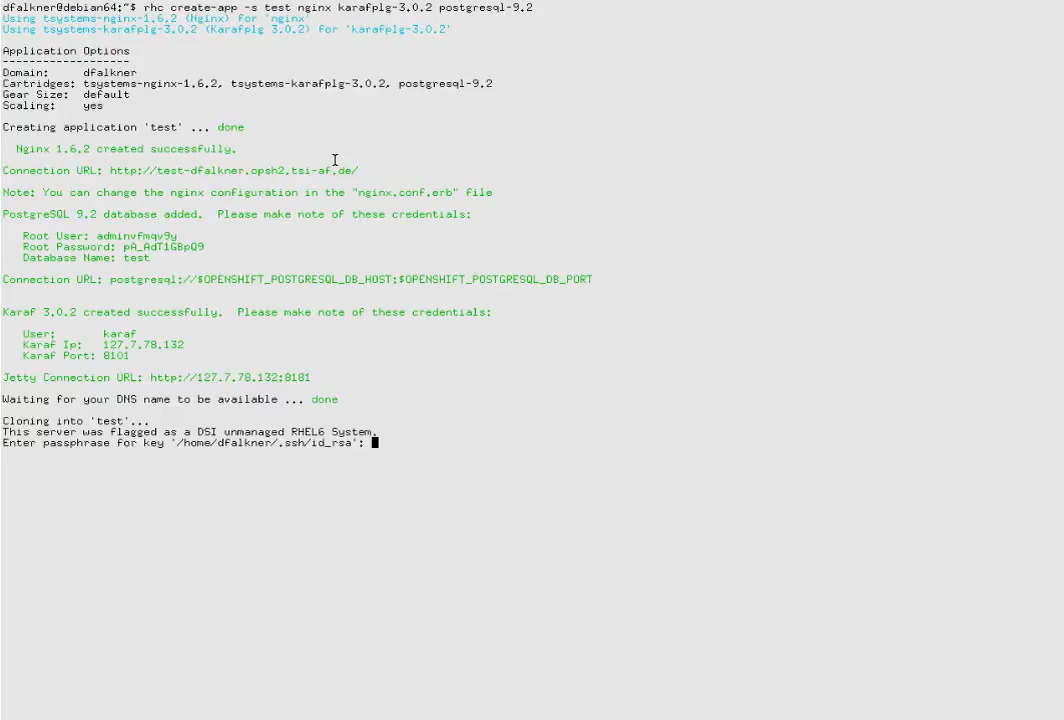 dfalkner@debian64:~$ rhc create-app -s test nginx karafplg-3.0.2 postgresql-9.2
Using tsystems-nginx-1.6.2 (Nginx) for 'nginx'
Using tsystems-karafplg-3.0.2 (Karafplg 3.0.2) for 'karafplg-3.0.2'
Application Options
-------------------
Domain: dfalkner
Cartridges: tsystems-nginx-1.6.2, tsystems-karafplg-3.0.2, postgresql-9.2
Gear Size: default
Scaling: yes
Creating application 'test' ... done
Nginx 1.6.2 created successfully.
Connection URL: http://test-dfalkner.opsh2.tsi-af.de/
Note: You can change the nginx configuration in the "nginx.conf.erb" file
PostgreSQL 9.2 database added. Please make note of these credentials:
Root User: adminvfmqv9y
Root Password: pA_AdT1GBpQ9
Database Name: test
Connection URL: postgresql://$OPENSHIFT_POSTGRESQL_DB_HOST:$OPENSHIFT_POSTGRESQL_DB_PORT
Karaf 3.0.2 created successfully. Please make note of these credentials:
User: karaf
Karaf Ip: 127.7.78.132
Karaf Port: 8101
Jetty Connection URL: http://127.7.78.132:8181
Waiting for your DNS name to be available ... done
Cloning into 'test'...
This server was flagged as a DSI unmanaged RHEL6 System.
Enter passphrase for key '/home/dfalkner/.ssh/id_rsa':